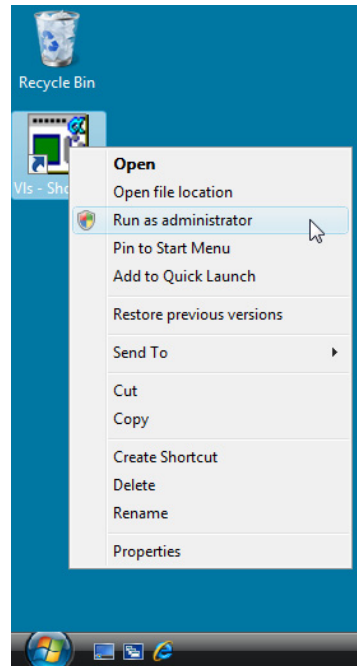 Recycle Bin
VIs - Sho
Open
Open file location
Run as administrator
Pin to Start Menu
Add to Quick Launch
Restore previous versions
Send To
Cut
Copy
Create Shortcut
Delete
Rename
Properties